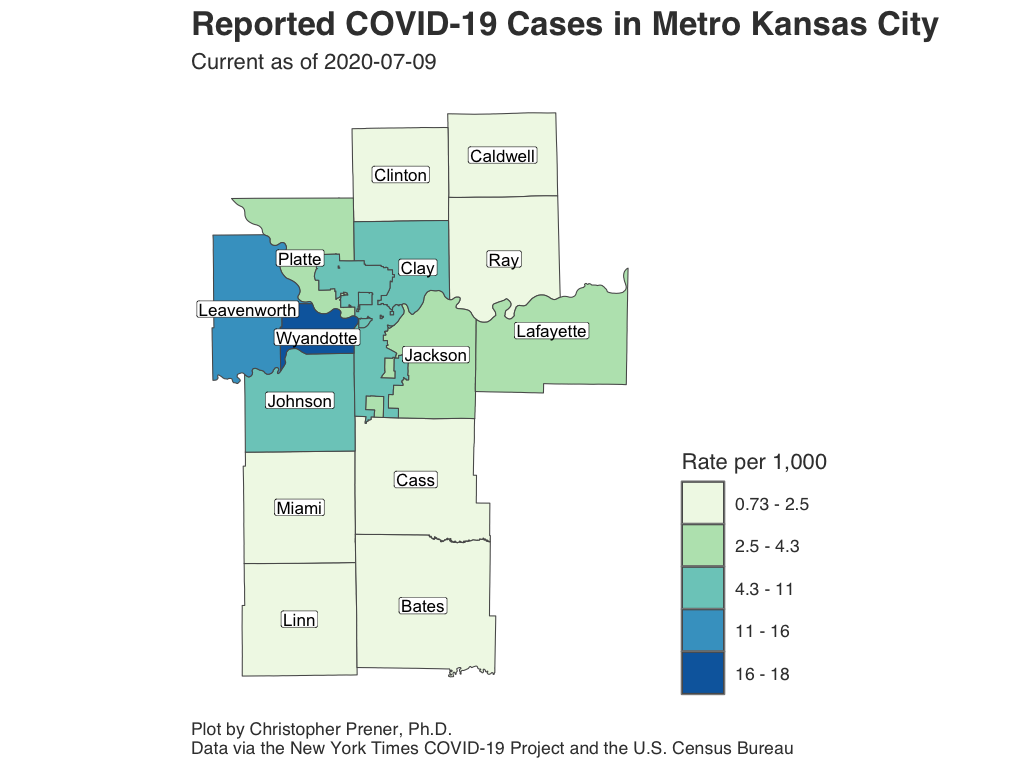 Reported COVID-19 Cases in Metro Kansas City
Current as of 2020-07-09
Caldwell
Clinton
Platte
Clay
Ray
Leavenworth
Wyandotte
Lafayette
Jackson
Johnson
Cass
Miami
Bates
Linn
Rate per 1,000
0.73 - 2.5
2.5 - 4.3
4.3 - 11
11 - 16
16 - 18
Plot by Christopher Prener, Ph.D.
Data via the New York Times COVID-19 Project and the U.S. Census Bureau